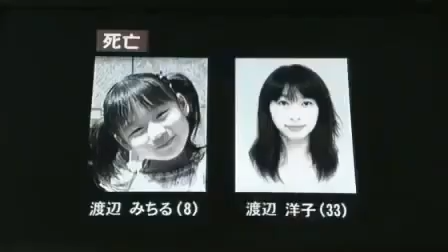 死亡
渡辺 みちる(8)
渡辺 洋子(33)